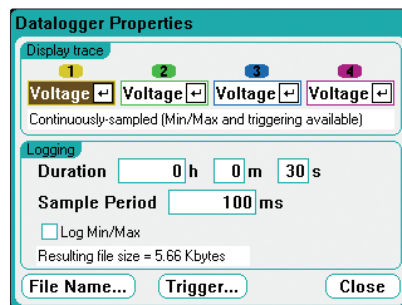 Datalogger Properties
Display trace
1 2 3 4
Voltage Voltage Voltage Voltage
Continuously-sampled (Min/Max and triggering available)
Logging
Duration 0 h 0 m 30 s
Sample Period 100 ms
Log Min/Max
Resulting file size = 5.66 Kbytes
File Name... Trigger... Close